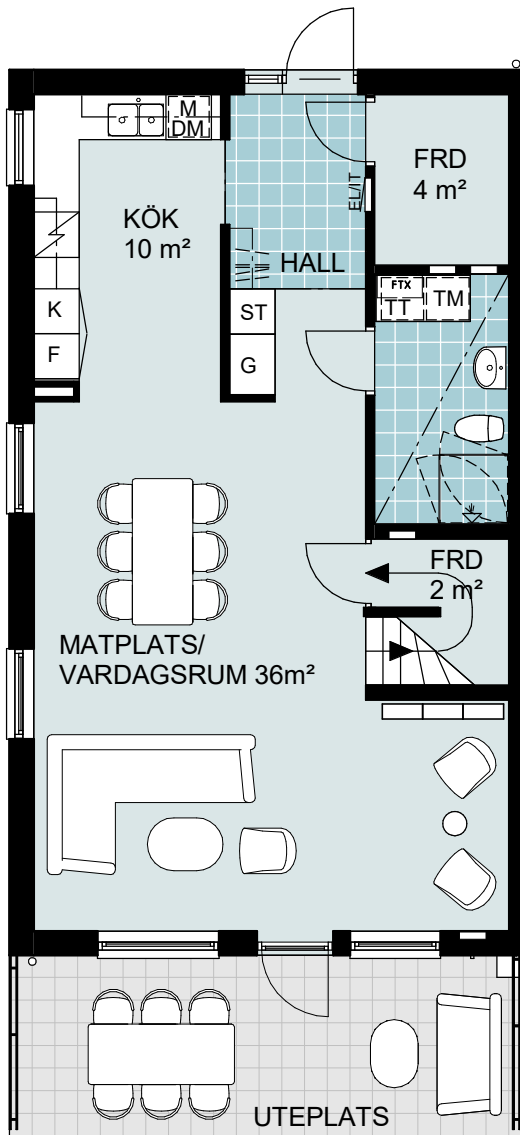 M
DM
FRD
4 m²
KÖK
10 m²
EL/IT
HALL
K
F
ST
G
FTX
TT
TM
FRD
2 m²
MATPLATS/
VARDAGSRUM 36m²
UTEPLATS